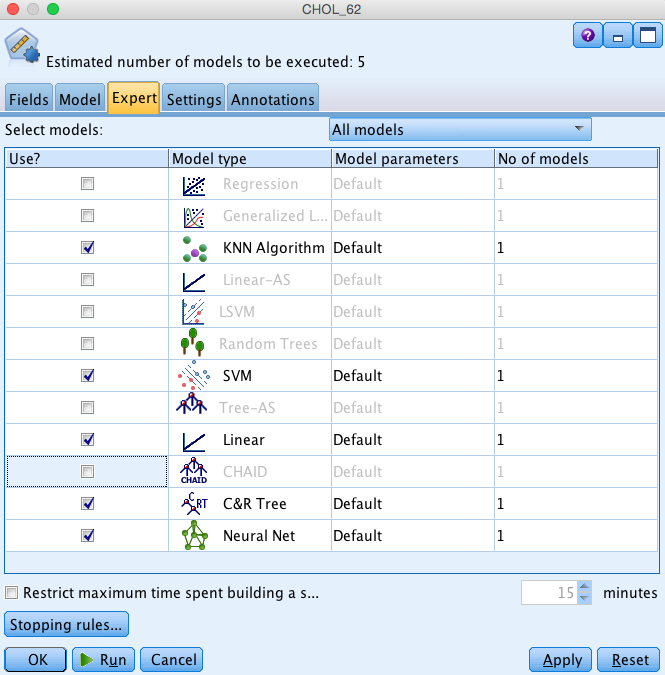 CHOL_62
?
Estimated number of models to be executed: 5
Fields Model Expert Settings Annotations
Select models: All models
Use? Model type Model parameters No of models
Regression Default 1
Generalized L... Default 1
KNN Algorithm Default 1
Linear-AS Default 1
LSVM Default 1
Random Trees Default 1
SVM Default 1
Tree-AS Default 1
Linear Default 1
CHAID CHAID Default 1
C RT C&R Tree Default 1
Neural Net Default 1
Restrict maximum time spent building a s... 15 minutes
Stopping rules...
OK Run Cancel Apply Reset